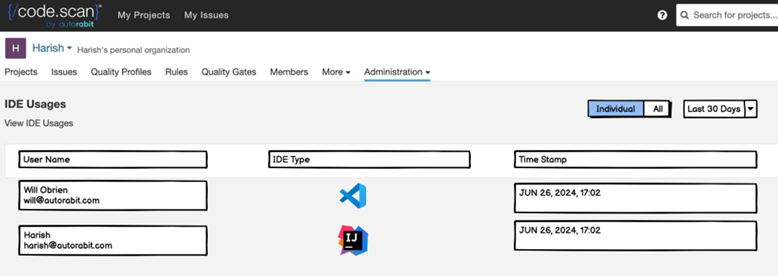 {/code.scan}®
by autorabit
My Projects My Issues
? Search for projects...
H Harish Harish's personal organization
Projects Issues Quality Profiles Rules Quality Gates Members More Administration
IDE Usages
Individual All Last 30 Days
View IDE Usages
User Name IDE Type Time Stamp
Will Obrien
will@autorabit.com
JUN 26, 2024, 17:02
Harish
harish@autorabit.com
IJ
JUN 26, 2024, 17:02